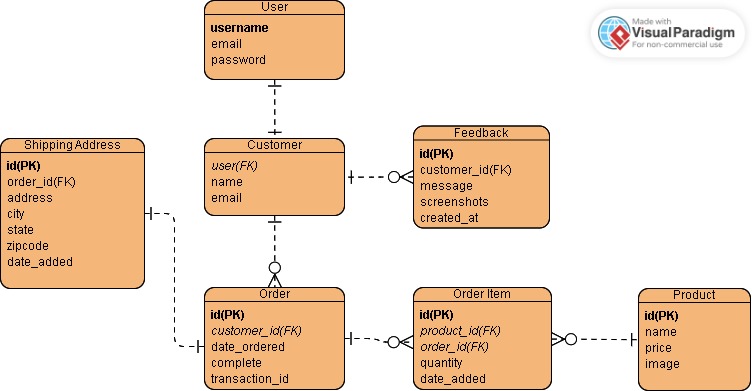 User
username
email
password
Made with
VisualParadigm
For non-commercial use
Shipping Address
id(PK)
order_id(FK)
address
city
state
zipcode
date_added
Customer
user(FK)
name
email
Feedback
id(PK)
customer_id(FK)
message
screenshots
created_at
Order
id(PK)
customer_id(FK)
date_ordered
complete
transaction_id
Order Item
id(PK)
product_id(FK)
order_id(FK)
quantity
date_added
Product
id(PK)
name
price
image